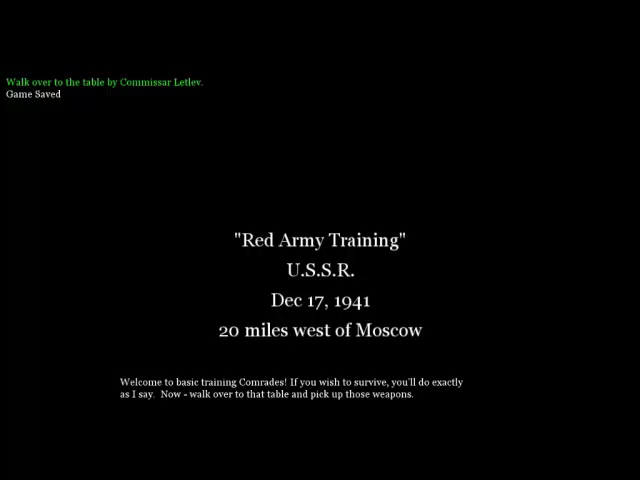 Walk over to the table by Commissar Letlev.
Game Saved
"Red Army Training"
U.S.S.R.
Dec 17, 1941
20 miles west of Moscow
Welcome to basic training Comrades! If you wish to survive, you'll do exactly
as I say.  Now - walk over to that table and pick up those weapons.